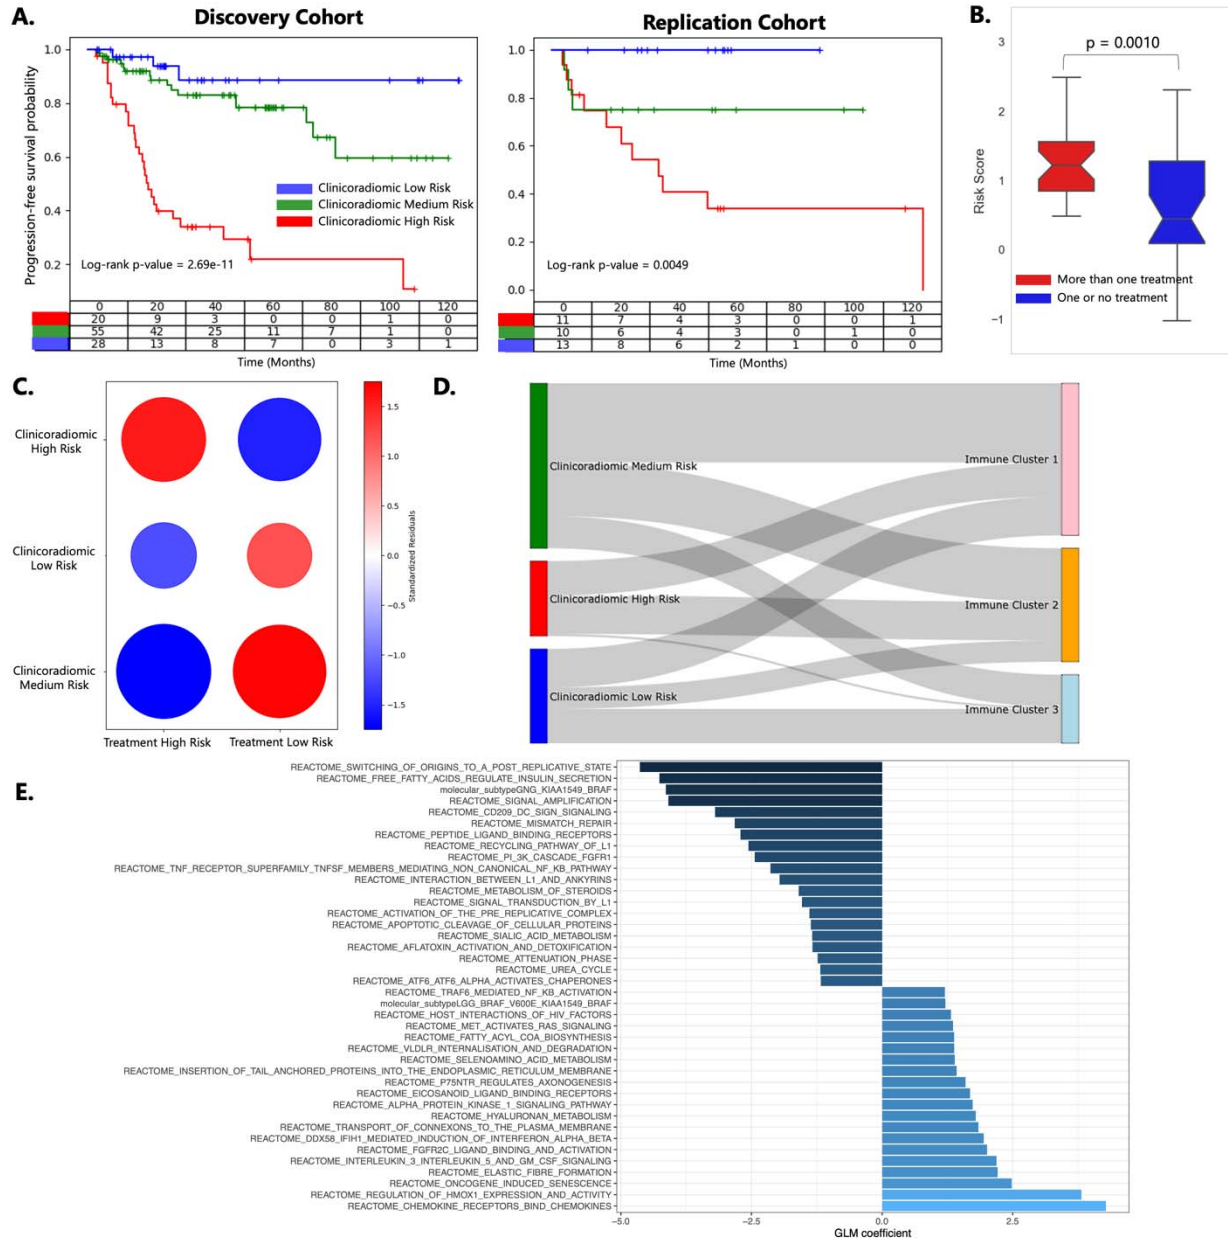 A.
Discovery Cohort
Replication Cohort
B.
Progression-free survival probability
1.0
0.8
0.6
0.4
0.2
Clinicoradiomic Low Risk
Clinicoradiomic Medium Risk
Clinicoradiomic High Risk
Log-rank p-value = 2.69e-11
0 20 40 60 80 100 120
20 9 3 0 0 1 0
55 42 25 11 7 1 0
28 13 8 7 0 3 1
Time (Months)
1.0
0.8
0.6
0.4
0.2
0.0
Log-rank p-value = 0.0049
0 20 40 60 80 100 120
11 7 4 3 0 0 1
10 6 4 3 0 1 0
13 8 6 2 1 0 0
Time (Months)
p = 0.0010
Risk Score
3
2
1
0
−1
More than one treatment
One or no treatment
C.
Clinicoradiomic
High Risk
Clinicoradiomic
Low Risk
Clinicoradiomic
Medium Risk
Treatment High Risk
Treatment Low Risk
1.5
1.0
0.5
0.0
−0.5
−1.0
−1.5
Standardized Residuals
D.
Clinicoradiomic Medium Risk
Clinicoradiomic High Risk
Clinicoradiomic Low Risk
Immune Cluster 1
Immune Cluster 2
Immune Cluster 3
E.
REACTOME_SWITCHING_OF_ORIGINS_TO_A_POST_REPLICATIVE_STATE
REACTOME_FREE_FATTY_ACIDS_REGULATE_INSULIN_SECRETION
molecular_subtypeGNG_KIAA1549_BRAF
REACTOME_SIGNAL_AMPLIFICATION
REACTOME_CD209_DC_SIGN_SIGNALING
REACTOME_MISMATCH_REPAIR
REACTOME_PEPTIDE_LIGAND_BINDING_RECEPTORS
REACTOME_RECYCLING_PATHWAY_OF_L1
REACTOME_PI_3K_CASCADE_FGFR1
REACTOME_TNF_RECEPTOR_SUPERFAMILY_TNFSF_MEMBERS_MEDIATING_NON_CANONICAL_NF_KB_PATHWAY
REACTOME_INTERACTION_BETWEEN_L1_AND_ANKYRINS
REACTOME_METABOLISM_OF_STEROIDS
REACTOME_SIGNAL_TRANSDUCTION_BY_L1
REACTOME_ACTIVATION_OF_THE_PRE_REPLICATIVE_COMPLEX
REACTOME_APOPTOTIC_CLEAVAGE_OF_CELLULAR_PROTEINS
REACTOME_SIALIC_ACID_METABOLISM
REACTOME_AFLATOXIN_ACTIVATION_AND_DETOXIFICATION
REACTOME_ATTENUATION_PHASE
REACTOME_UREA_CYCLE
REACTOME_ATF6_ATF6_ALPHA_ACTIVATES_CHAPERONES
REACTOME_TRAF6_MEDIATED_NF_KB_ACTIVATION
molecular_subtypeLGG_BRAF_V600E_KIAA1549_BRAF
REACTOME_HOST_INTERACTIONS_OF_HIV_FACTORS
REACTOME_MET_ACTIVATES_RAS_SIGNALING
REACTOME_FATTY_ACYL_COA_BIOSYNTHESIS
REACTOME_VLDLR_INTERNALISATION_AND_DEGRADATION
REACTOME_SELENOAMINO_ACID_METABOLISM
REACTOME_INSERTION_OF_TAIL_ANCHORED_PROTEINS_INTO_THE_ENDOPLASMIC_RETICULUM_MEMBRANE
REACTOME_P75NTR_REGULATES_AXONOGENESIS
REACTOME_EICOSANOID_LIGAND_BINDING_RECEPTORS
REACTOME_ALPHA_PROTEIN_KINASE_1_SIGNALING_PATHWAY
REACTOME_HYALURONAN_METABOLISM
REACTOME_TRANSPORT_OF_CONNEXONS_TO_THE_PLASMA_MEMBRANE
REACTOME_DDX58_IFIH1_MEDIATED_INDUCTION_OF_INTERFERON_ALPHA_BETA
REACTOME_FGFR2C_LIGAND_BINDING_AND_ACTIVATION
REACTOME_INTERLEUKIN_3_INTERLEUKIN_5_AND_GM_CSF_SIGNALING
REACTOME_ELASTIC_FIBRE_FORMATION
REACTOME_ONCOGENE_INDUCED_SENESCENCE
REACTOME_REGULATION_OF_HMOX1_EXPRESSION_AND_ACTIVITY
REACTOME_CHEMOKINE_RECEPTORS_BIND_CHEMOKINES
−5.0 −2.5 0.0 2.5
GLM coefficient